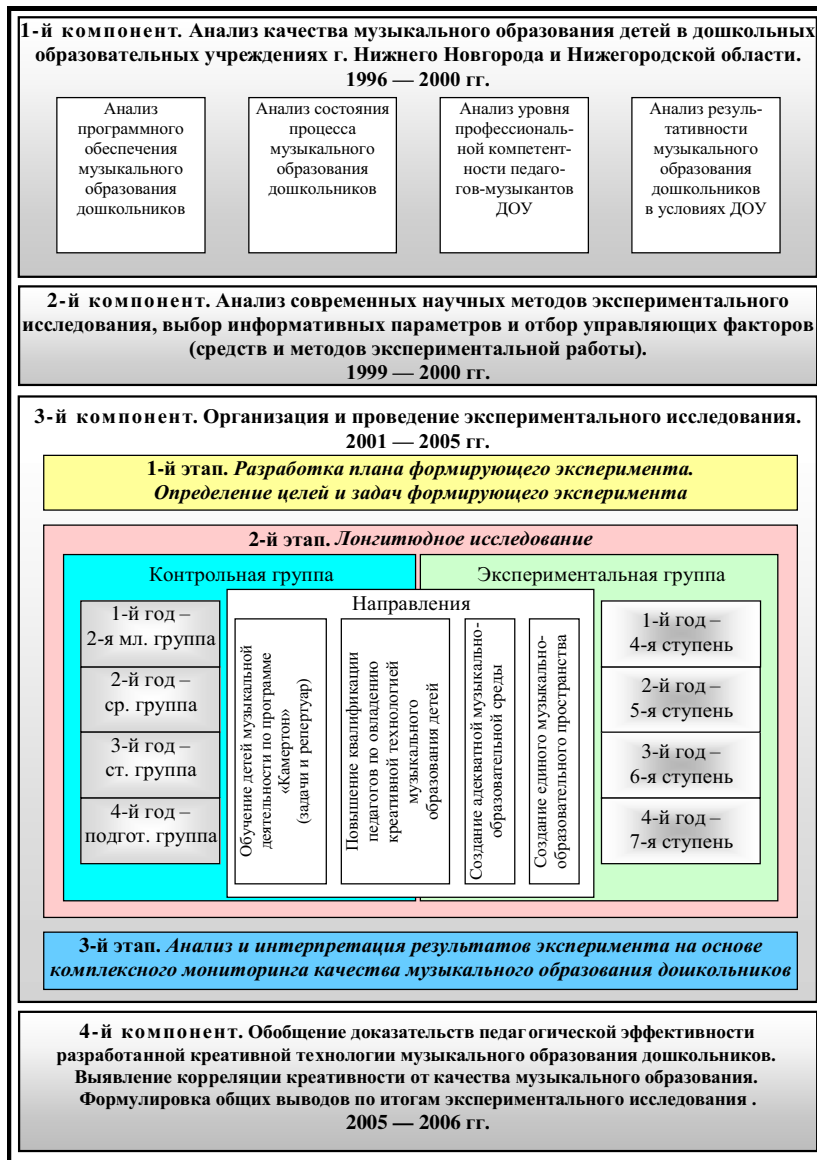 1-й компонент. Анализ качества музыкального образования детей в дошкольных
образовательных учреждениях г. Нижнего Новгорода и Нижегородской области.
1996 — 2000 гг.
Анализ
программного
обеспечения
музыкального
образования
дошкольников
Анализ состояния
процесса
музыкального
образования
дошкольников
Анализ уровня
профессиональ-
ной компетент-
ности педаго-
гов-музыкантов
ДОУ
Анализ резуль-
тативности
музыкального
образования
дошкольников
в условиях ДОУ
2-й компонент. Анализ современных научных методов экспериментального
исследования, выбор информативных параметров и отбор управляющих факторов
(средств и методов экспериментальной работы).
1999 — 2000 гг.
3-й компонент. Организация и проведение экспериментального исследования.
2001 — 2005 гг.
1-й этап. Разработка плана формирующего эксперимента.
Определение целей и задач формирующего эксперимента
2-й этап. Лонгитюдное исследование
Контрольная группа
1-й год –
2-я мл. группа
2-й год –
ср. группа
3-й год –
ст. группа
4-й год –
подгот. группа
Направления
Обучение детей музыкальной
деятельности по программе
«Камертон»
(задачи и репертуар)
Повышение квалификации
педагогов по овладению
креативной технологией
музыкального
образования детей
Создание адекватной музыкально-
образовательной среды
Создание единого музыкально-
образовательного пространства
Экспериментальная группа
1-й год –
4-я ступень
2-й год –
5-я ступень
3-й год –
6-я ступень
4-й год –
7-я ступень
3-й этап. Анализ и интерпретация результатов эксперимента на основе
комплексного мониторинга качества музыкального образования дошкольников
4-й компонент. Обобщение доказательств педагогической эффективности
разработанной креативной технологии музыкального образования дошкольников.
Выявление корреляции креативности от качества музыкального образования.
Формулировка общих выводов по итогам экспериментального исследования .
2005 — 2006 гг.